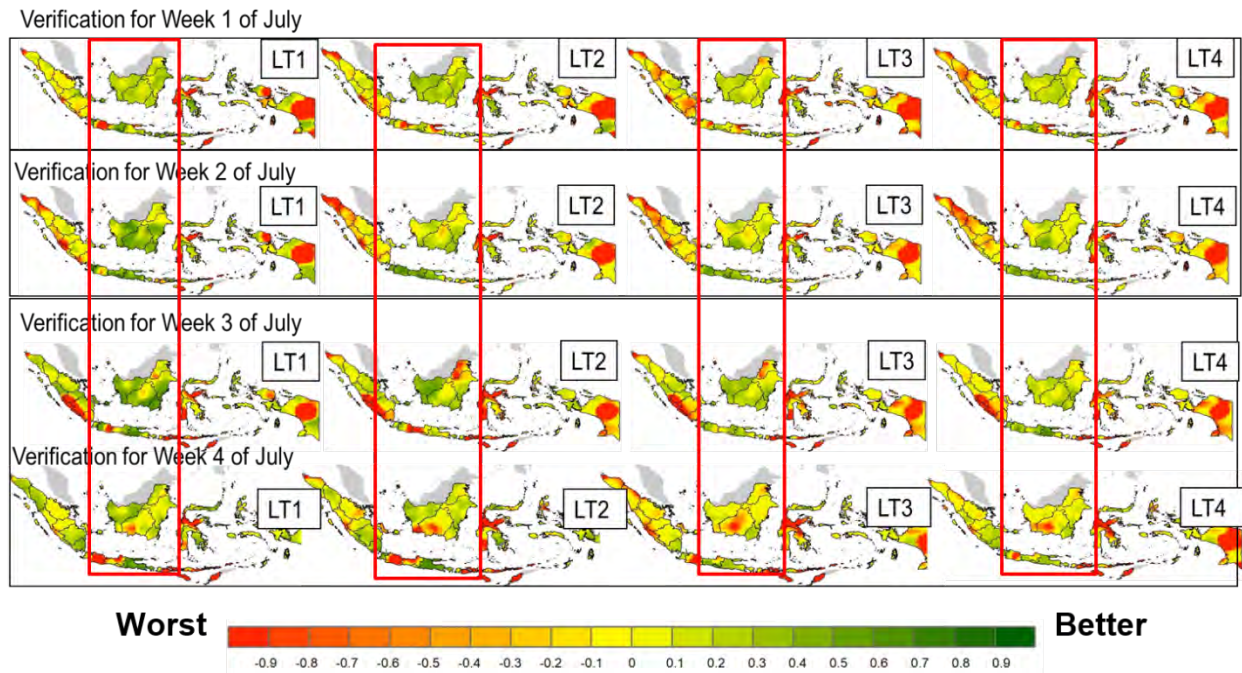 Verification for Week 1 of July
LT1 LT2 LT3 LT4
Verification for Week 2 of July
LT1 LT2 LT3 LT4
Verification for Week 3 of July
LT1 LT2 LT3 LT4
Verification for Week 4 of July
LT1 LT2 LT3 LT4
Worst Better
-0.9 -0.8 -0.7 -0.6 -0.5 -0.4 -0.3 -0.2 -0.1 0 0.1 0.2 0.3 0.4 0.5 0.6 0.7 0.8 0.9